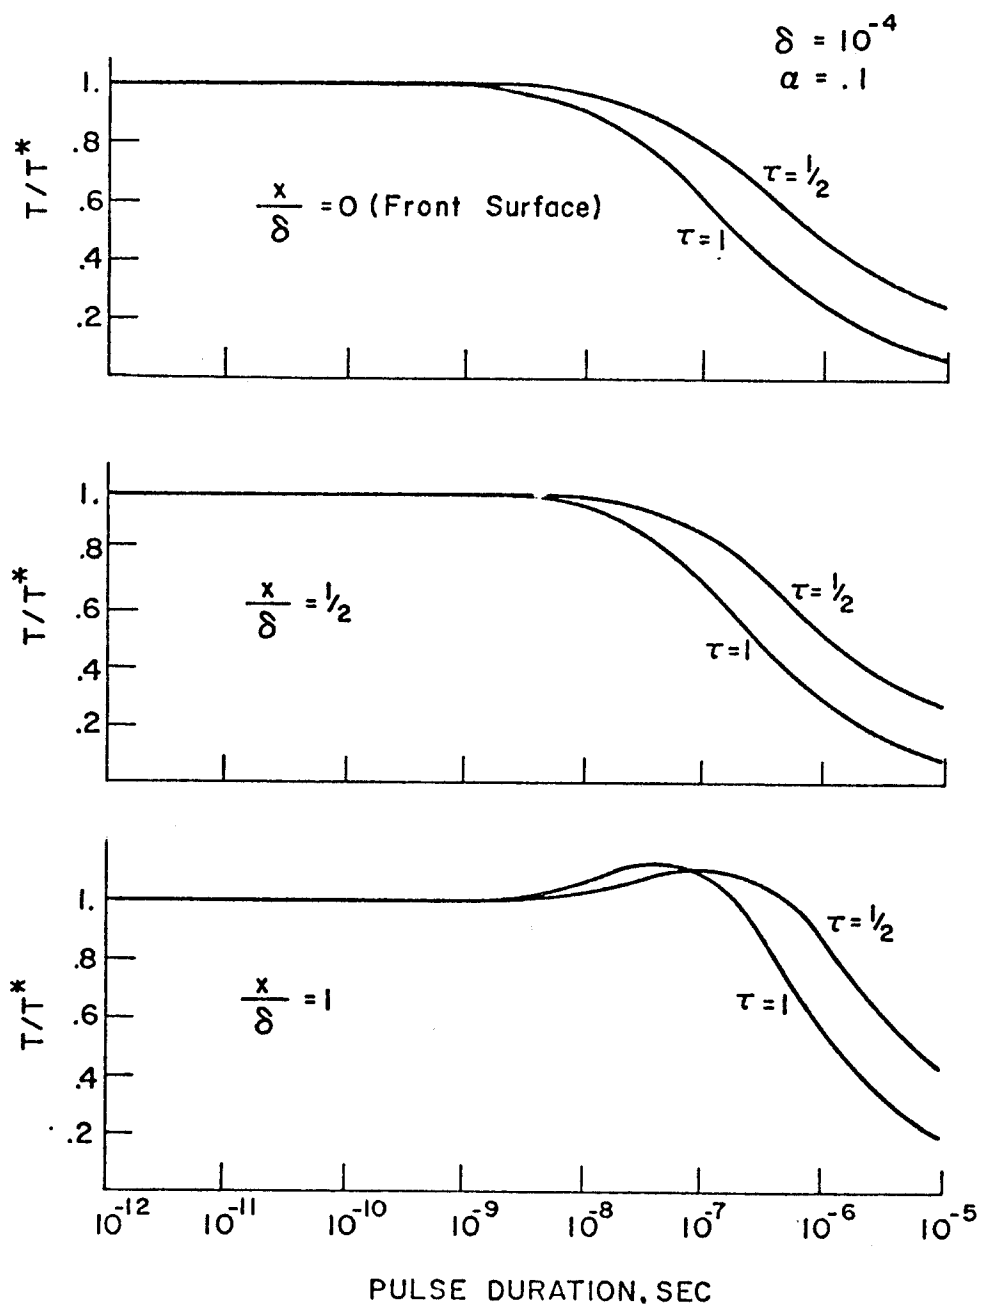 δ = 10⁻⁴
α = .1
T/T*
1.
.8
.6
.4
.2
x/δ = 0 (Front Surface)
τ=½
τ=1
T/T*
1.
.8
.6
.4
.2
x/δ = ½
τ=½
τ=1
T/T*
1.
.8
.6
.4
.2
x/δ = 1
τ=½
τ=1
10⁻¹² 10⁻¹¹ 10⁻¹⁰ 10⁻⁹ 10⁻⁸ 10⁻⁷ 10⁻⁶ 10⁻⁵
PULSE DURATION, SEC